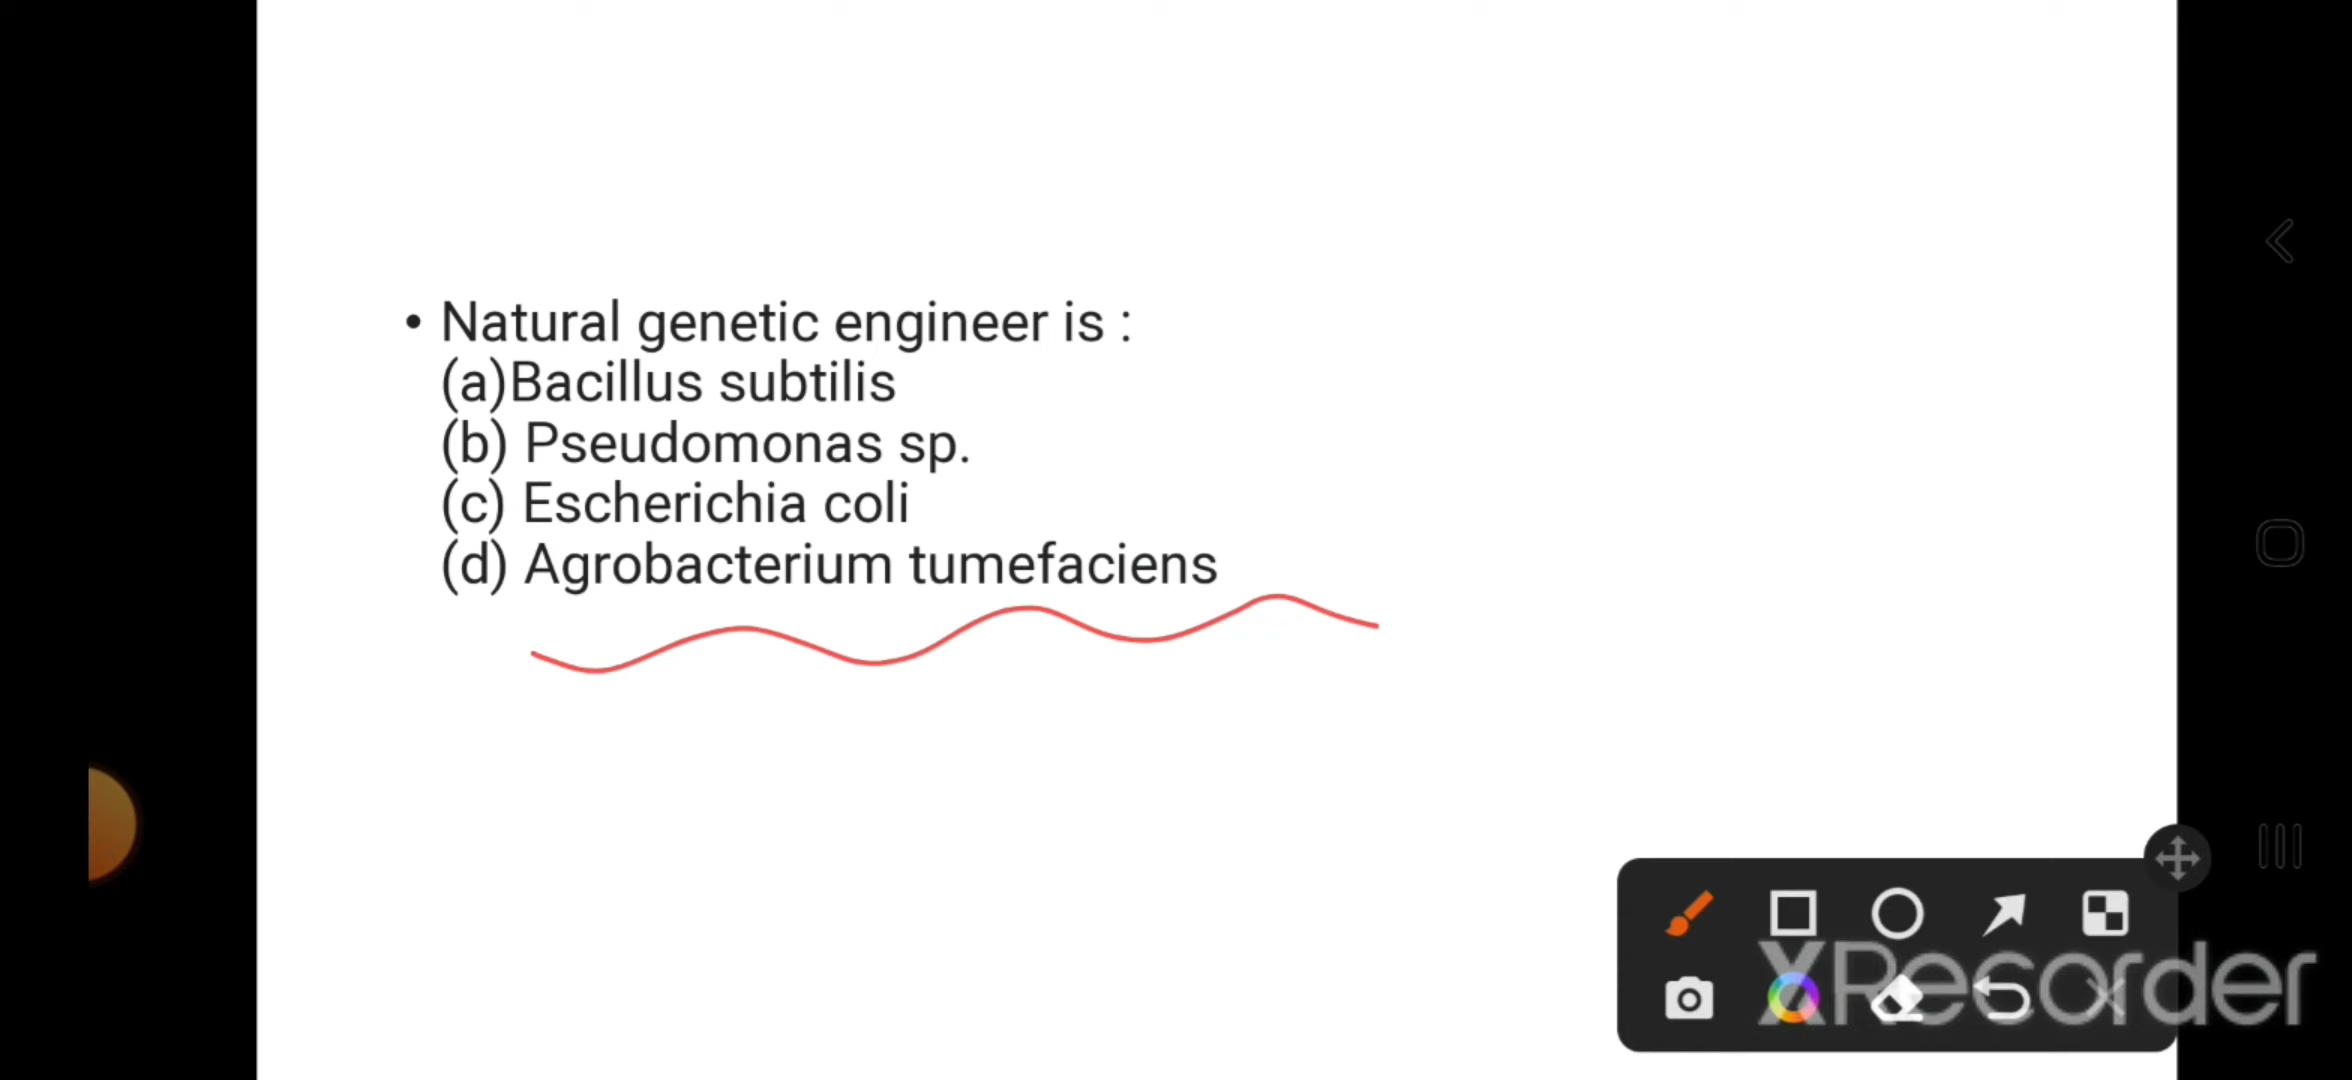 • Natural genetic engineer is :
(a)Bacillus subtilis
(b) Pseudomonas sp.
(c) Escherichia coli
(d) Agrobacterium tumefaciens
XRecorder